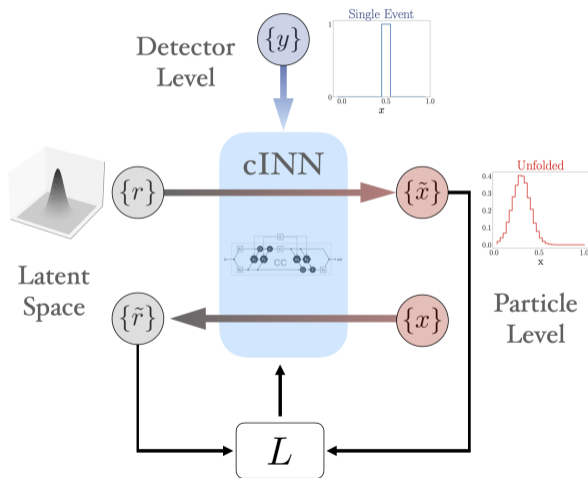 Single Event
1
0
0.0 0.5 1.0
x
Detector
Level
{y}
cINN
{r}
{x̃}
CC
Latent
Space
Unfolded
0.4
0.3
0.2
0.1
0.0
0.0 0.5 1.0
x
Particle
Level
{r̃}
{x}
L